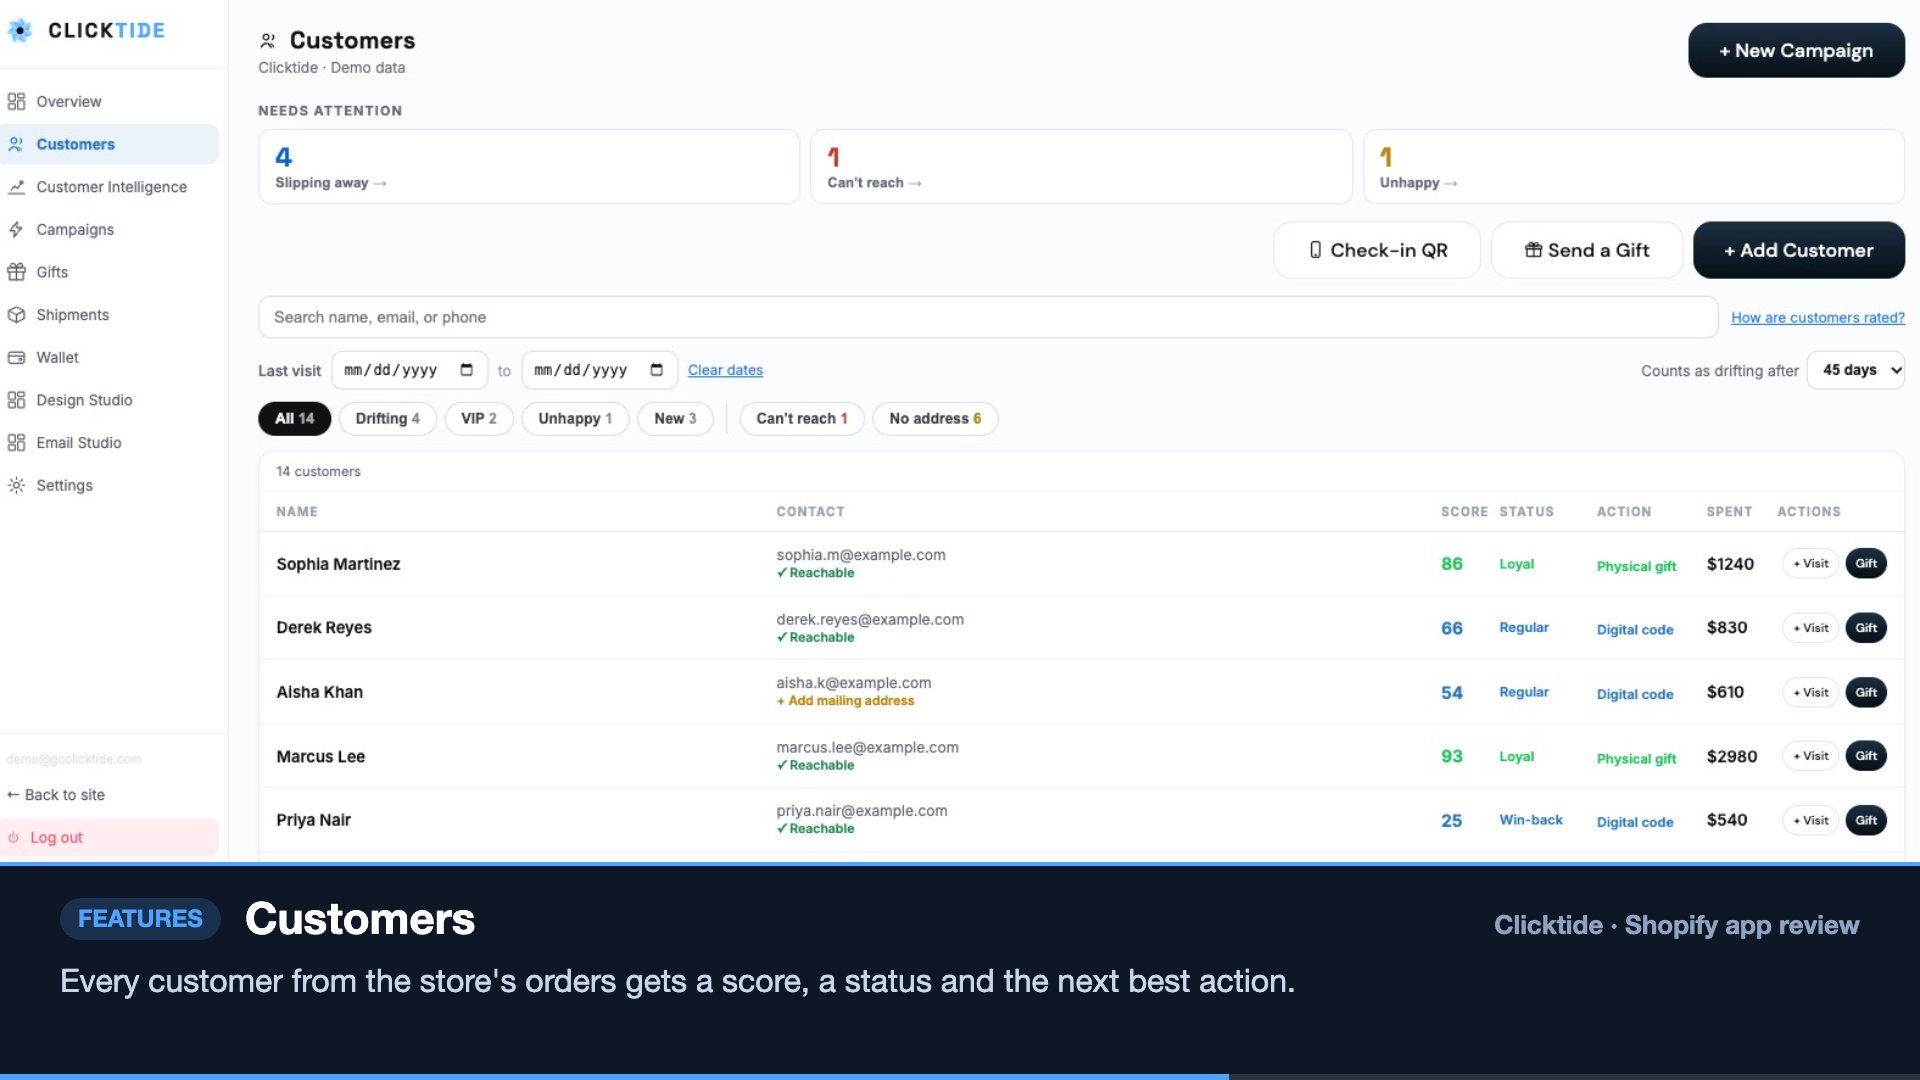 CLICKTIDE
Overview
Customers
Customer Intelligence
Campaigns
Gifts
Shipments
Wallet
Design Studio
Email Studio
Settings
demo@goclicktide.com
← Back to site
Log out
Customers
Clicktide · Demo data
+ New Campaign
NEEDS ATTENTION
4
Slipping away →
1
Can't reach →
1
Unhappy →
Check-in QR
Send a Gift
+ Add Customer
Search name, email, or phone
How are customers rated?
Last visit mm/dd/yyyy to mm/dd/yyyy Clear dates
Counts as drifting after 45 days
All 14 Drifting 4 VIP 2 Unhappy 1 New 3 Can't reach 1 No address 6
14 customers
NAME CONTACT SCORE STATUS ACTION SPENT ACTIONS
Sophia Martinez sophia.m@example.com 86 Loyal Physical gift $1240 + Visit Gift
✓ Reachable
Derek Reyes derek.reyes@example.com 66 Regular Digital code $830 + Visit Gift
✓ Reachable
Aisha Khan aisha.k@example.com 54 Regular Digital code $610 + Visit Gift
+ Add mailing address
Marcus Lee marcus.lee@example.com 93 Loyal Physical gift $2980 + Visit Gift
✓ Reachable
Priya Nair priya.nair@example.com 25 Win-back Digital code $540 + Visit Gift
✓ Reachable
FEATURES Customers
Clicktide · Shopify app review
Every customer from the store's orders gets a score, a status and the next best action.